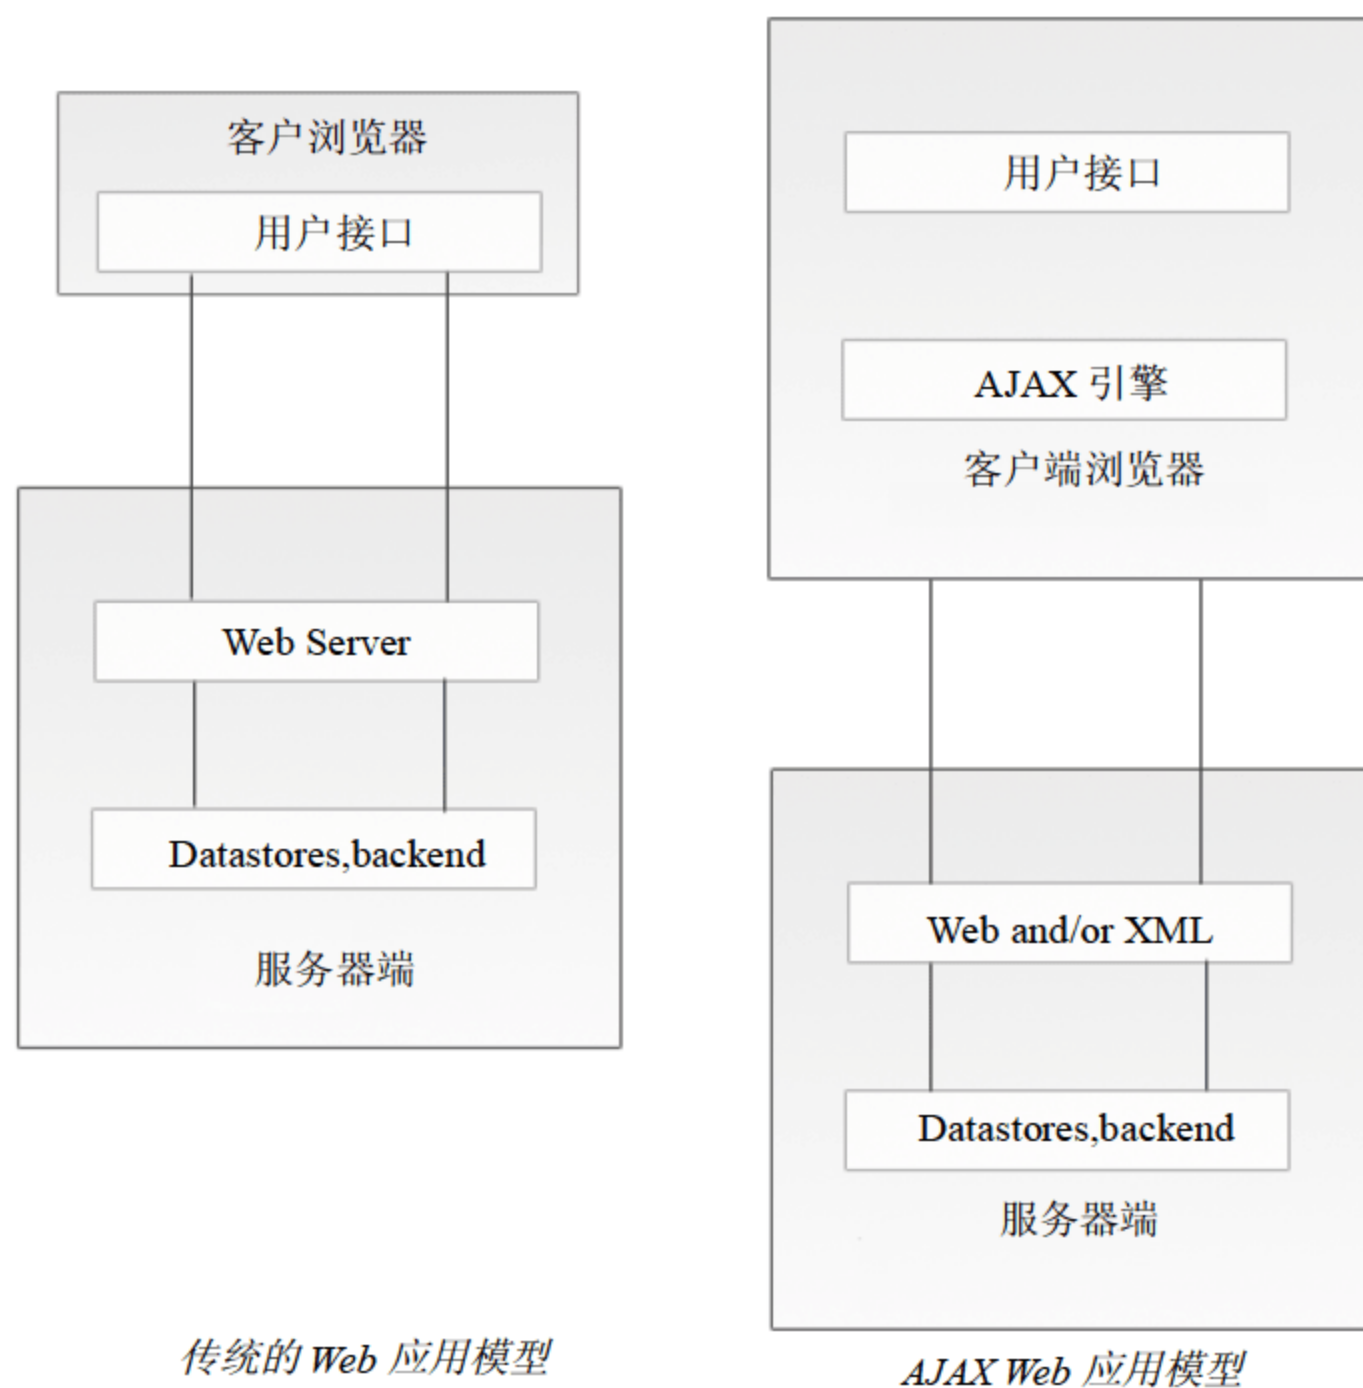 客户浏览器
用户接口
Web Server
Datastores,backend
服务器端
传统的 Web 应用模型
用户接口
AJAX 引擎
客户端浏览器
Web and/or XML
Datastores,backend
服务器端
AJAX Web 应用模型